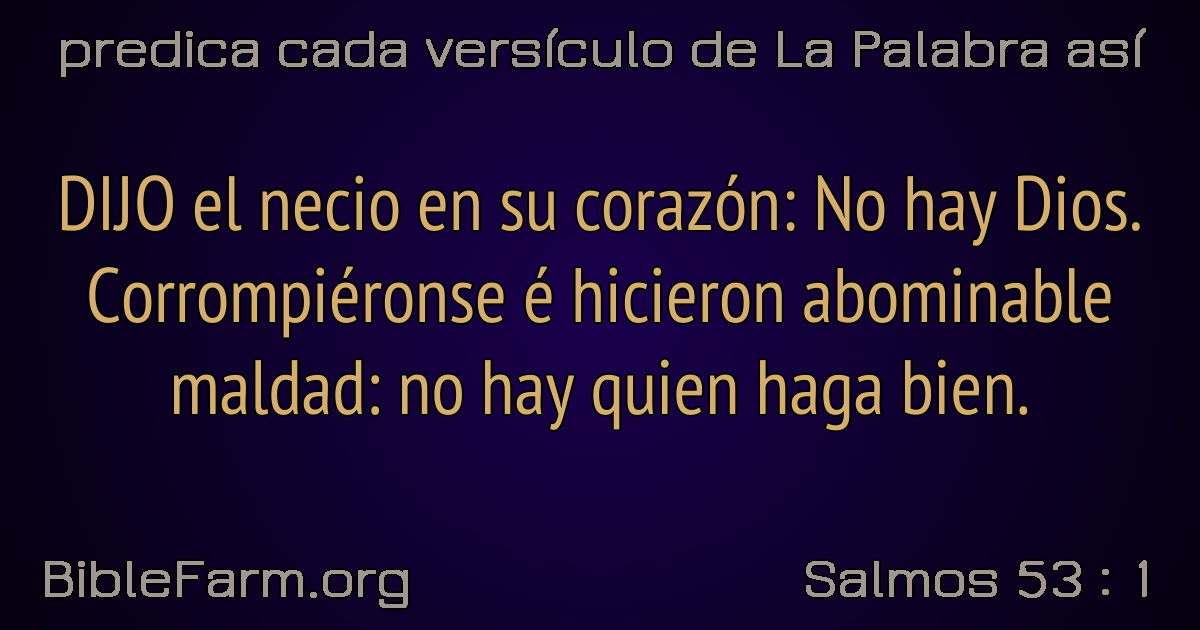 predica cada versículo de La Palabra así
DIJO el necio en su corazón: No hay Dios.
Corrompiéronse é hicieron abominable
maldad: no hay quien haga bien.
BibleFarm.org
Salmos 53 : 1